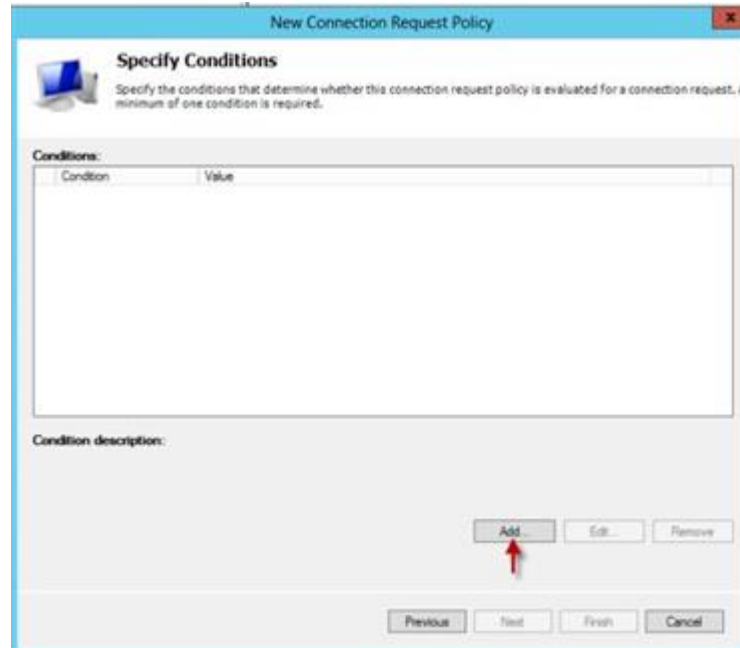 New Connection Request Policy
x
Specify Conditions
Specify the conditions that determine whether this connection request policy is evaluated for a connection request.
minimum of one condition is required.
Conditions:
Condition Value
Condition description:
Add... Edit... Remove
Previous Next Finish Cancel